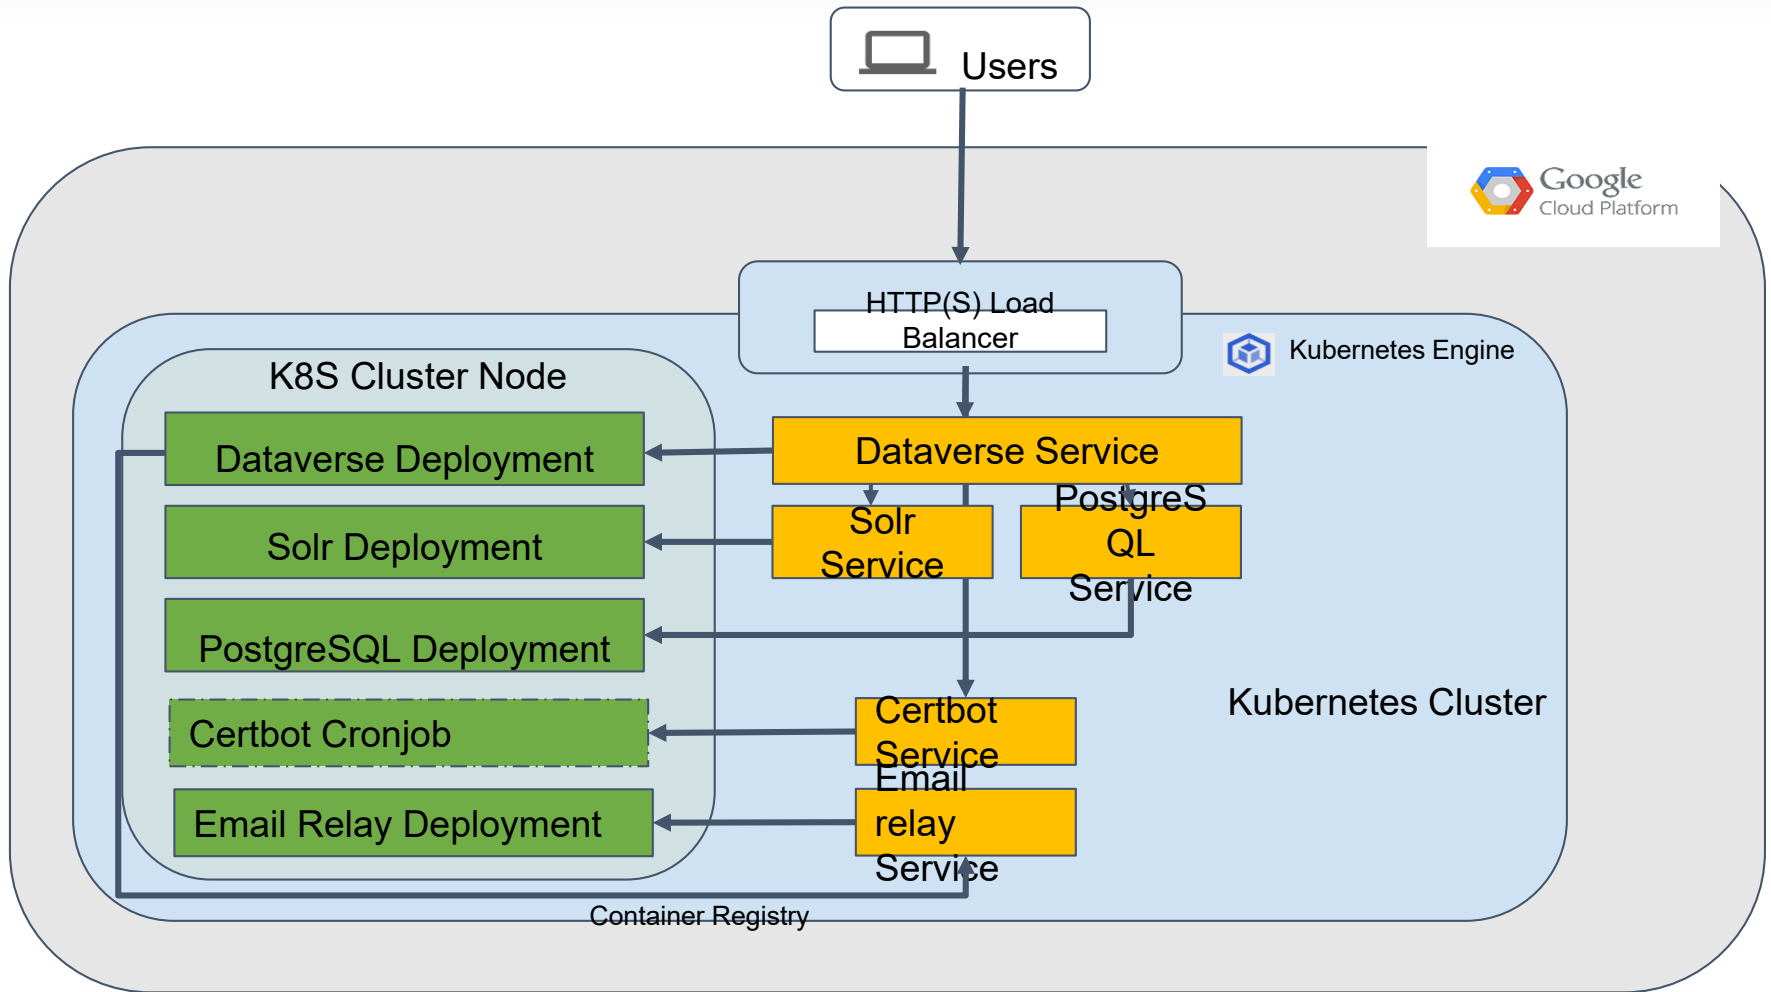 Users
Google
Cloud Platform
HTTP(S) Load
Balancer
Kubernetes Engine
K8S Cluster Node
Dataverse Deployment
Dataverse Service
Solr Deployment
Solr
Service
PostgreS
QL
Service
PostgreSQL Deployment
Kubernetes Cluster
Certbot Cronjob
Certbot
Service
Email Relay Deployment
Email
relay
Service
Container Registry